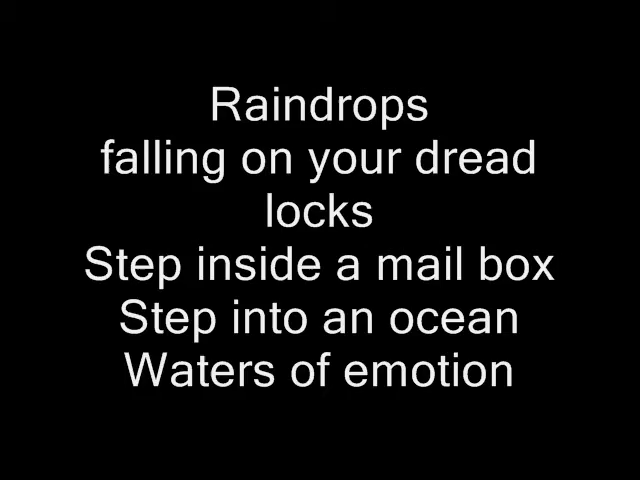 Raindrops
falling on your dread
locks
Step inside a mail box
Step into an ocean
Waters of emotion